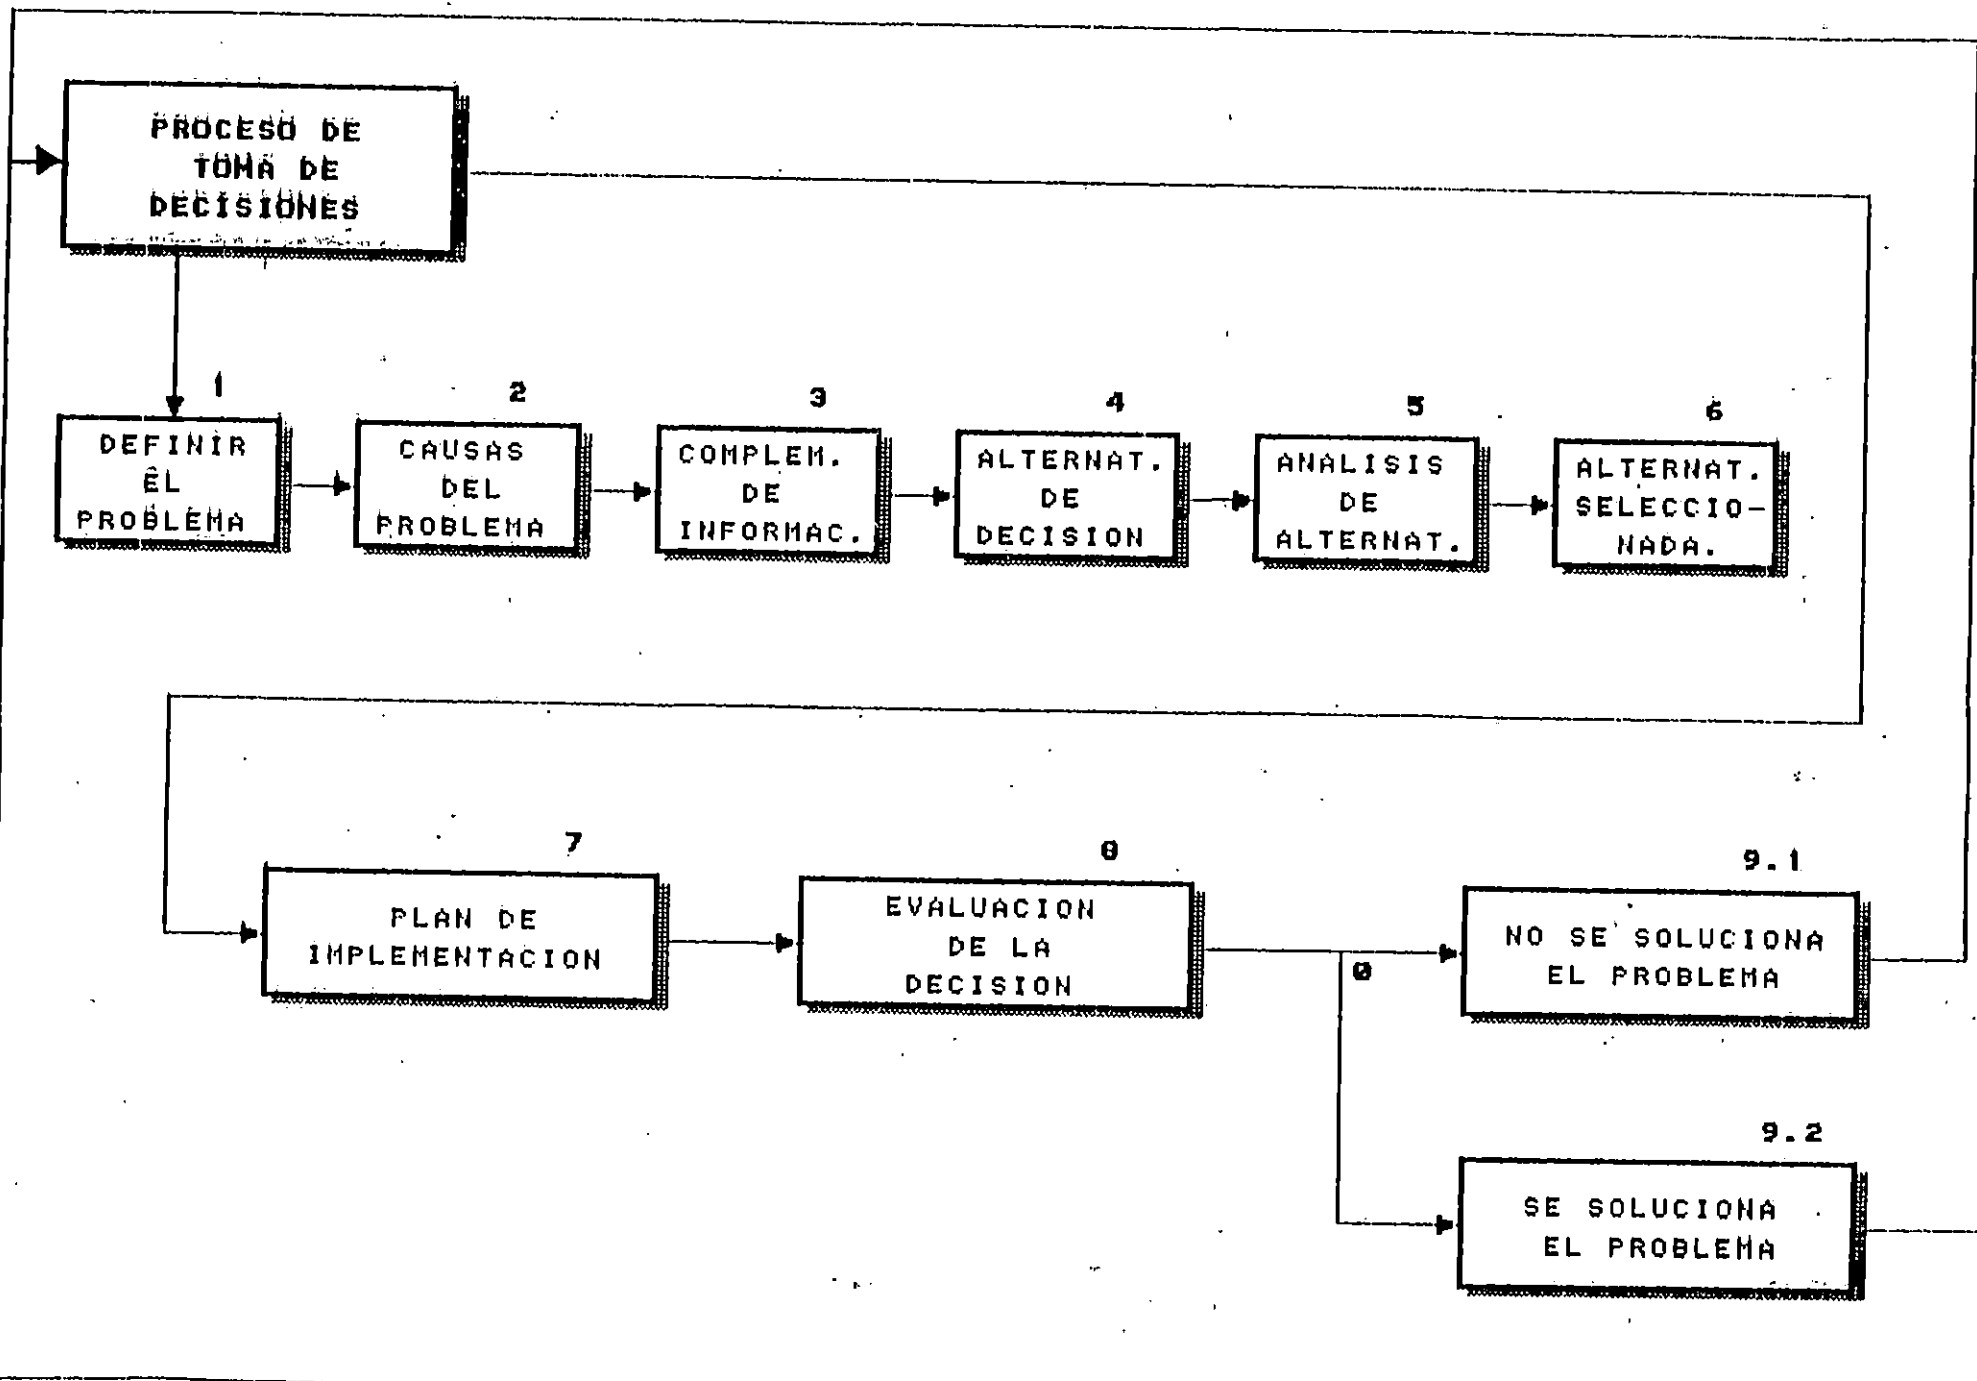 PROCESO DE
TOMA DE
DECISIONES
1
DEFINIR
EL
PROBLEMA
2
CAUSAS
DEL
PROBLEMA
3
COMPLEM.
DE
INFORMAC.
4
ALTERNAT.
DE
DECISION
5
ANALISIS
DE
ALTERNAT.
6
ALTERNAT.
SELECCIO-
NADA.
7
PLAN DE
IMPLEMENTACION
8
EVALUACION
DE LA
DECISION
0
9.1
NO SE SOLUCIONA
EL PROBLEMA
9.2
SE SOLUCIONA
EL PROBLEMA